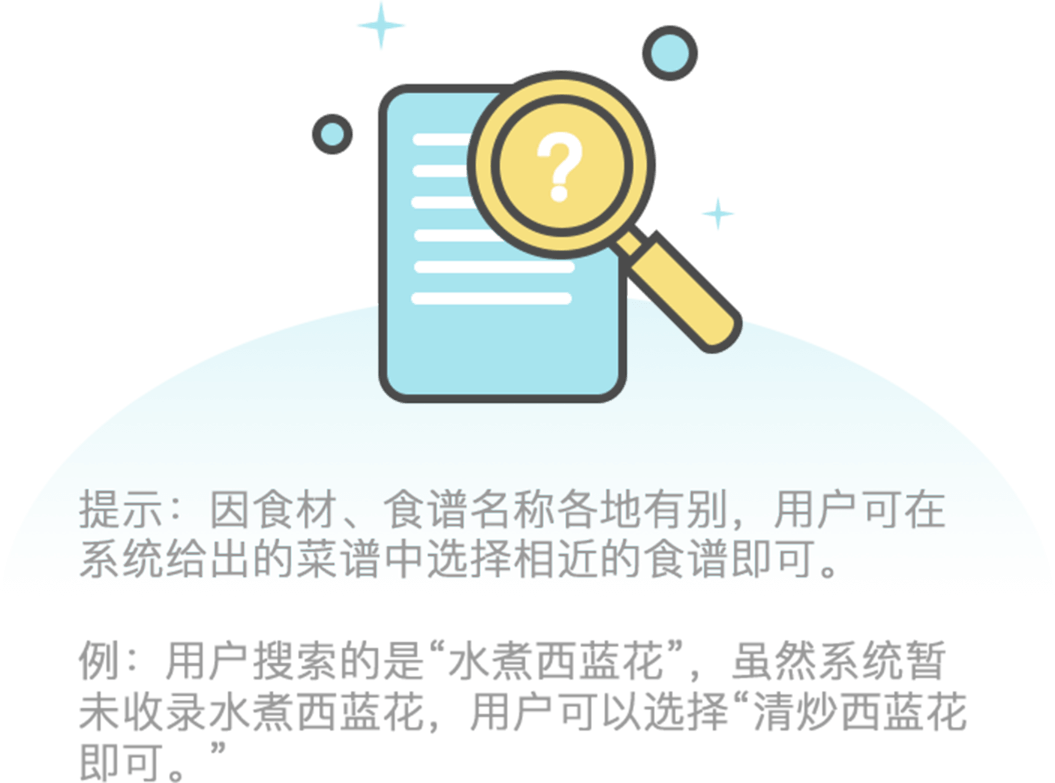 ?
提示：因食材、食谱名称各地有别，用户可在
系统给出的菜谱中选择相近的食谱即可。
例：用户搜索的是“水煮西蓝花”，虽然系统暂
未收录水煮西蓝花，用户可以选择“清炒西蓝花
即可。”